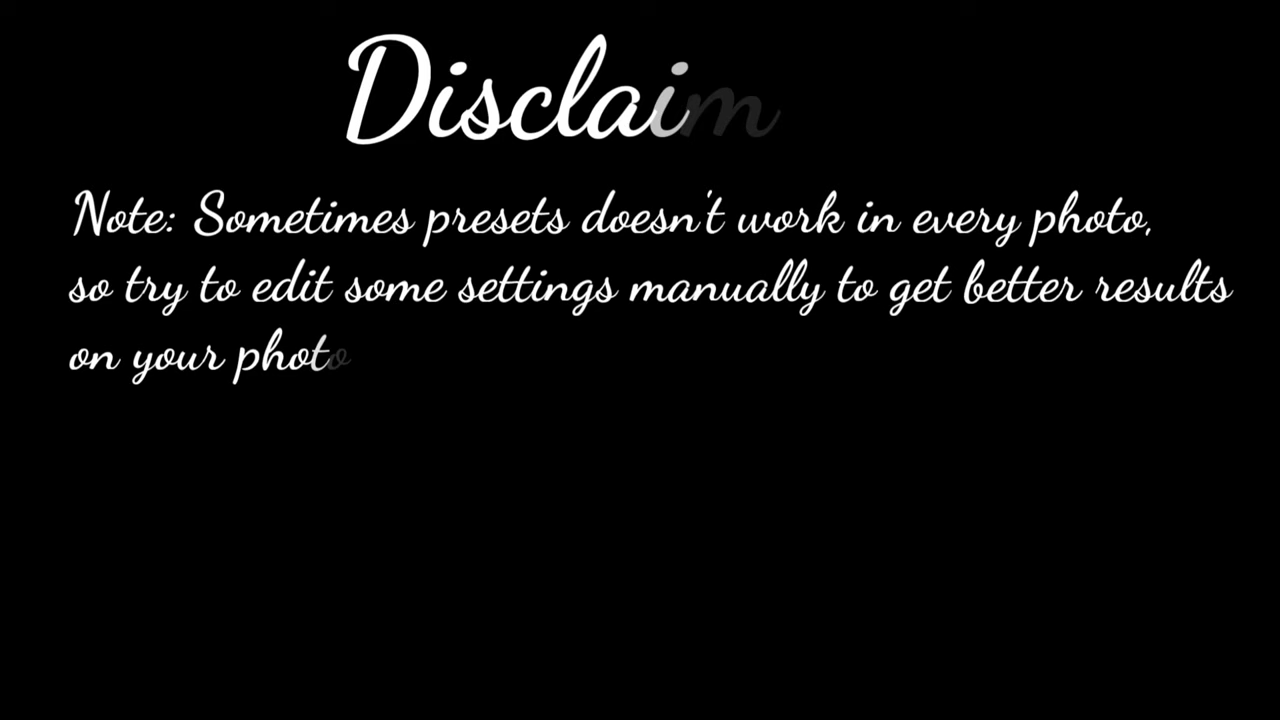 Disclaim
Note: Sometimes presets doesn't work in every photo,
so try to edit some settings manually to get better results
on your photo